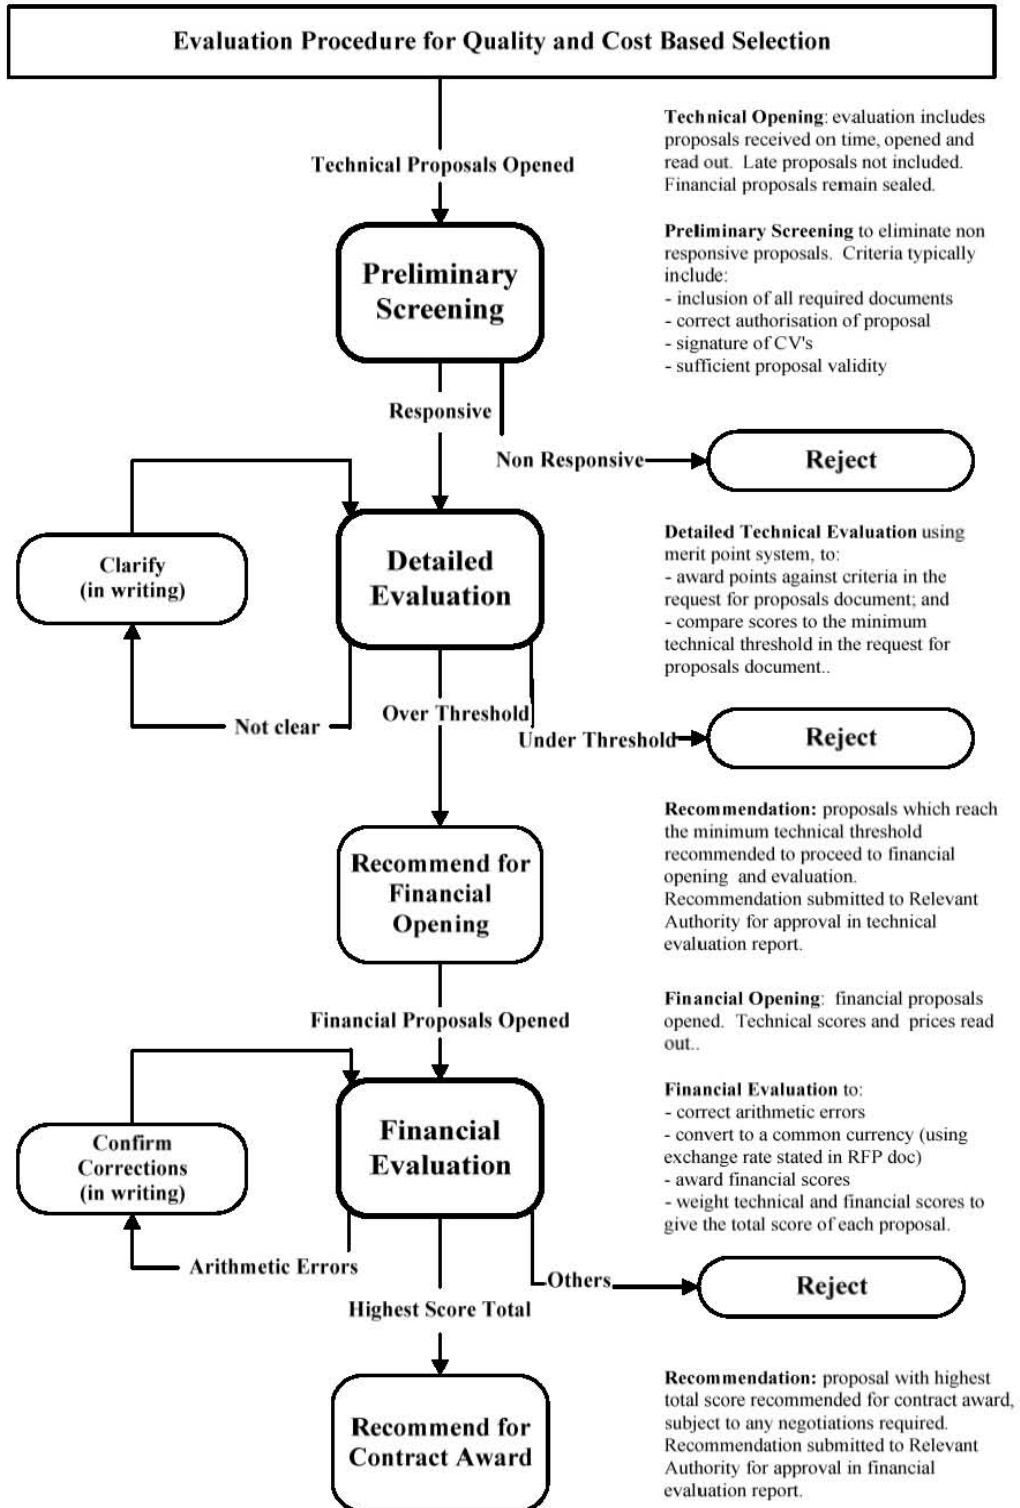 Evaluation Procedure for Quality and Cost Based Selection
Technical Proposals Opened
Technical Opening: evaluation includes
proposals received on time, opened and
read out. Late proposals not included.
Financial proposals remain sealed.
Preliminary
Screening
Preliminary Screening to eliminate non
responsive proposals. Criteria typically
include:
- inclusion of all required documents
- correct authorisation of proposal
- signature of CV's
- sufficient proposal validity
Responsive
Non Responsive
Reject
Clarify
(in writing)
Detailed
Evaluation
Detailed Technical Evaluation using
merit point system, to:
- award points against criteria in the
request for proposals document; and
- compare scores to the minimum
technical threshold in the request for
proposals document..
Not clear
Over Threshold
Under Threshold
Reject
Recommend for
Financial
Opening
Recommendation: proposals which reach
the minimum technical threshold
recommended to proceed to financial
opening and evaluation.
Recommendation submitted to Relevant
Authority for approval in technical
evaluation report.
Financial Proposals Opened
Financial Opening: financial proposals
opened. Technical scores and prices read
out..
Confirm
Corrections
(in writing)
Financial
Evaluation
Financial Evaluation to:
- correct arithmetic errors
- convert to a common currency (using
exchange rate stated in RFP doc)
- award financial scores
- weight technical and financial scores to
give the total score of each proposal.
Arithmetic Errors
Others
Reject
Highest Score Total
Recommend for
Contract Award
Recommendation: proposal with highest
total score recommended for contract award,
subject to any negotiations required.
Recommendation submitted to Relevant
Authority for approval in financial
evaluation report.